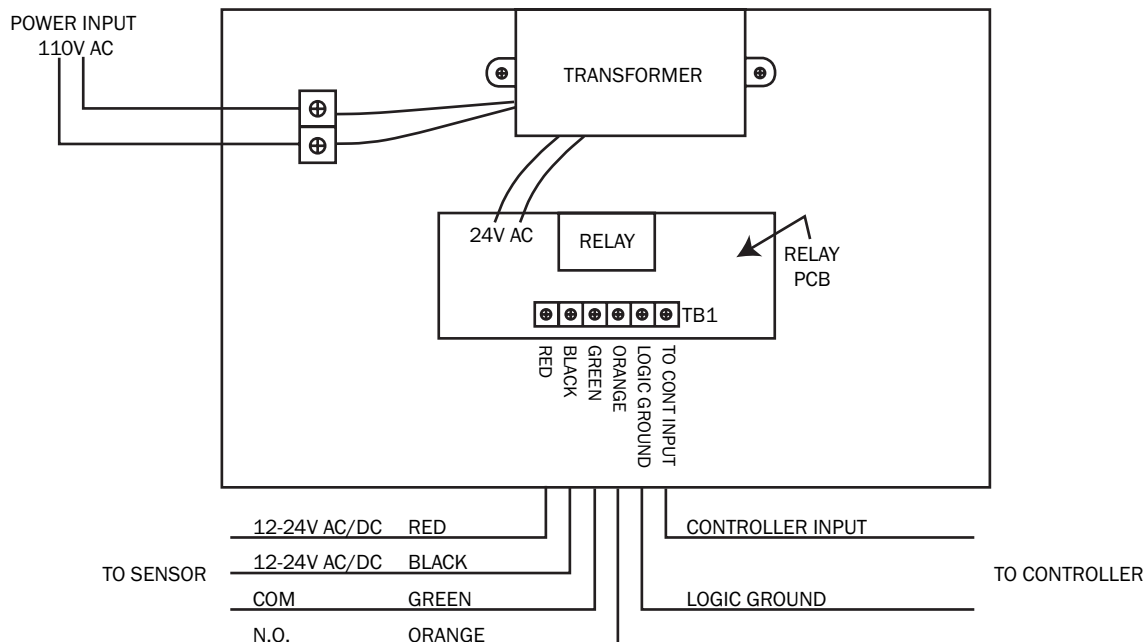 POWER INPUT
110V AC
TRANSFORMER
24V AC
RELAY
RELAY
PCB
TB1
RED
BLACK
GREEN
ORANGE
LOGIC GROUND
TO CONT INPUT
12-24V AC/DC RED
CONTROLLER INPUT
12-24V AC/DC BLACK
TO SENSOR
TO CONTROLLER
COM GREEN
LOGIC GROUND
N.O. ORANGE